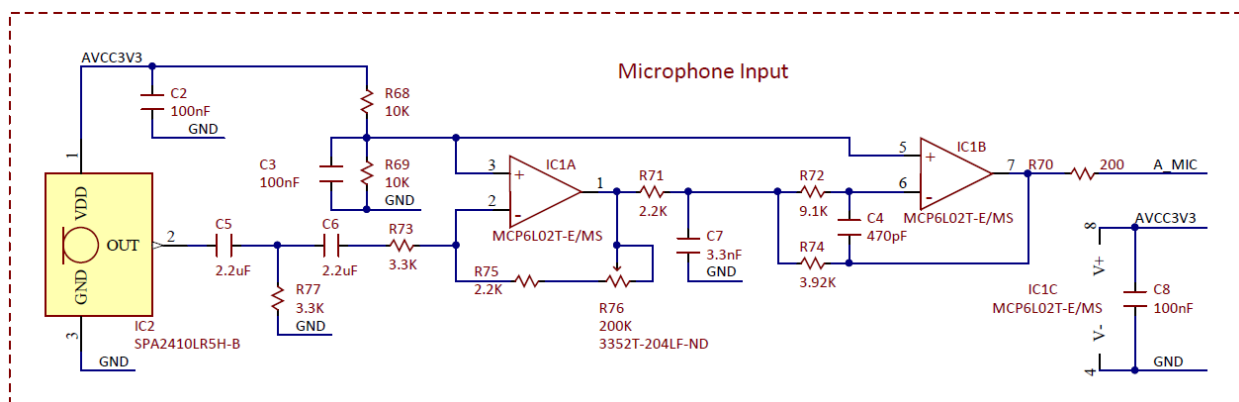 Microphone Input
AVCC3V3
C2
100nF
GND
R68
10K
C3
100nF
R69
10K
GND
1
VDD
OUT
GND
2
3
GND
IC2
SPA2410LR5H-B
C5
2.2uF
C6
2.2uF
R77
3.3K
GND
R73
3.3K
3
+
2
-
IC1A
1
MCP6L02T-E/MS
R75
2.2K
R76
200K
3352T-204LF-ND
R71
2.2K
C7
3.3nF
GND
R72
9.1K
C4
470pF
R74
3.92K
5
+
6
-
IC1B
7
MCP6L02T-E/MS
R70
200
A_MIC
8
AVCC3V3
V+
IC1C
MCP6L02T-E/MS
C8
100nF
V-
4
GND